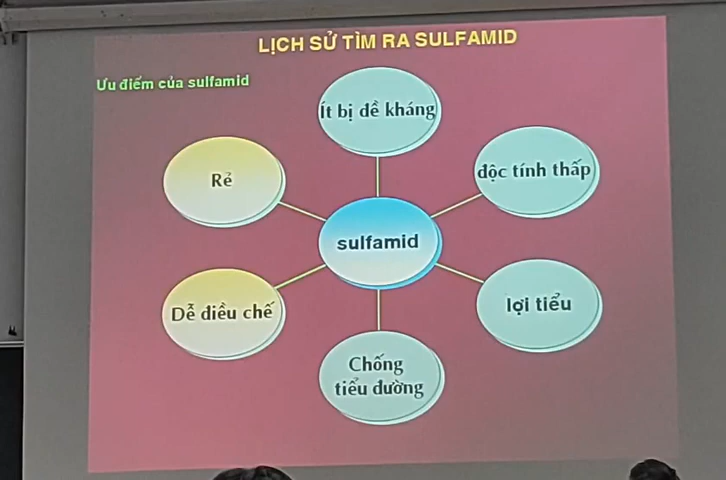 LỊCH SỬ TÌM RA SULFAMID
Ưu điểm của sulfamid
Ít bị đề kháng
Rẻ
độc tính thấp
sulfamid
Dễ điều chế
lợi tiểu
Chống
tiểu đường